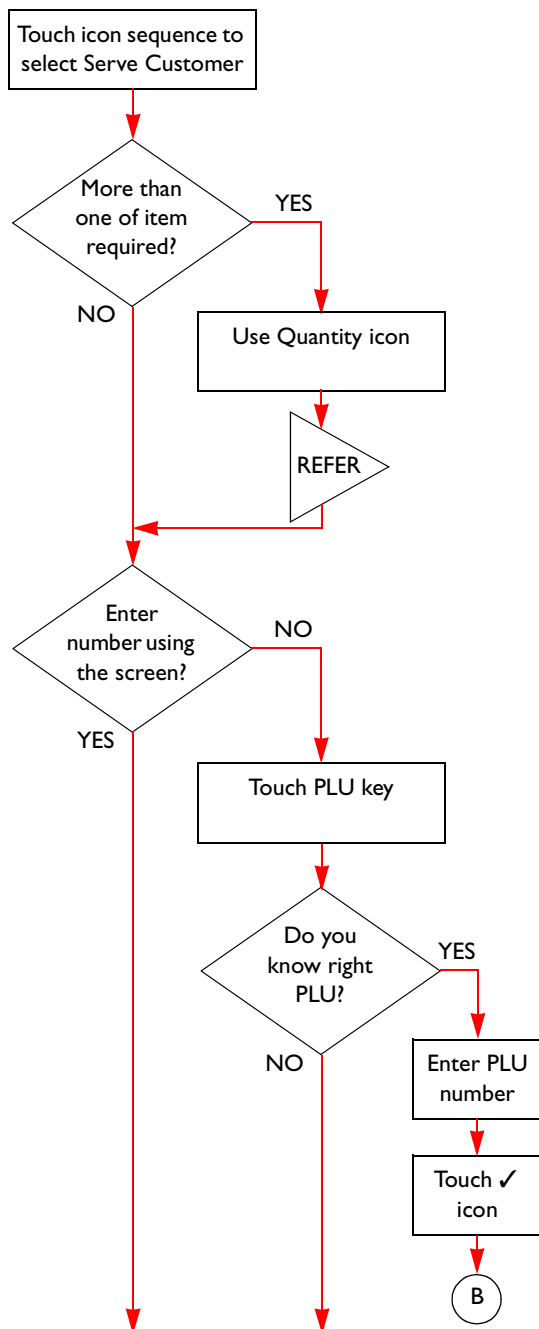 Touch icon sequence to
select Serve Customer
More than
one of item
required?
YES
NO
Use Quantity icon
REFER
Enter
number using
the screen?
NO
YES
Touch PLU key
Do you
know right
PLU?
YES
NO
Enter PLU
number
Touch ✓
icon
B